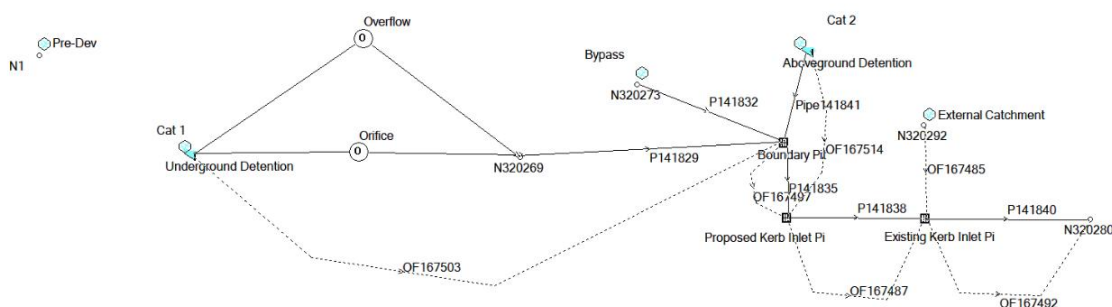 Overflow
Cat 2
Pre-Dev
N1
Bypass
Aboveground Detention
N320273
P141832
Pipe141841
External Catchment
Cat 1
Orifice
N320292
Underground Detention
N320269
P141829
Boundary Pit
OF167514
OF167485
P141835
OF167497
P141838
P141840
Proposed Kerb Inlet Pi
Existing Kerb Inlet Pi
N320280
OF167503
OF167487
OF167492